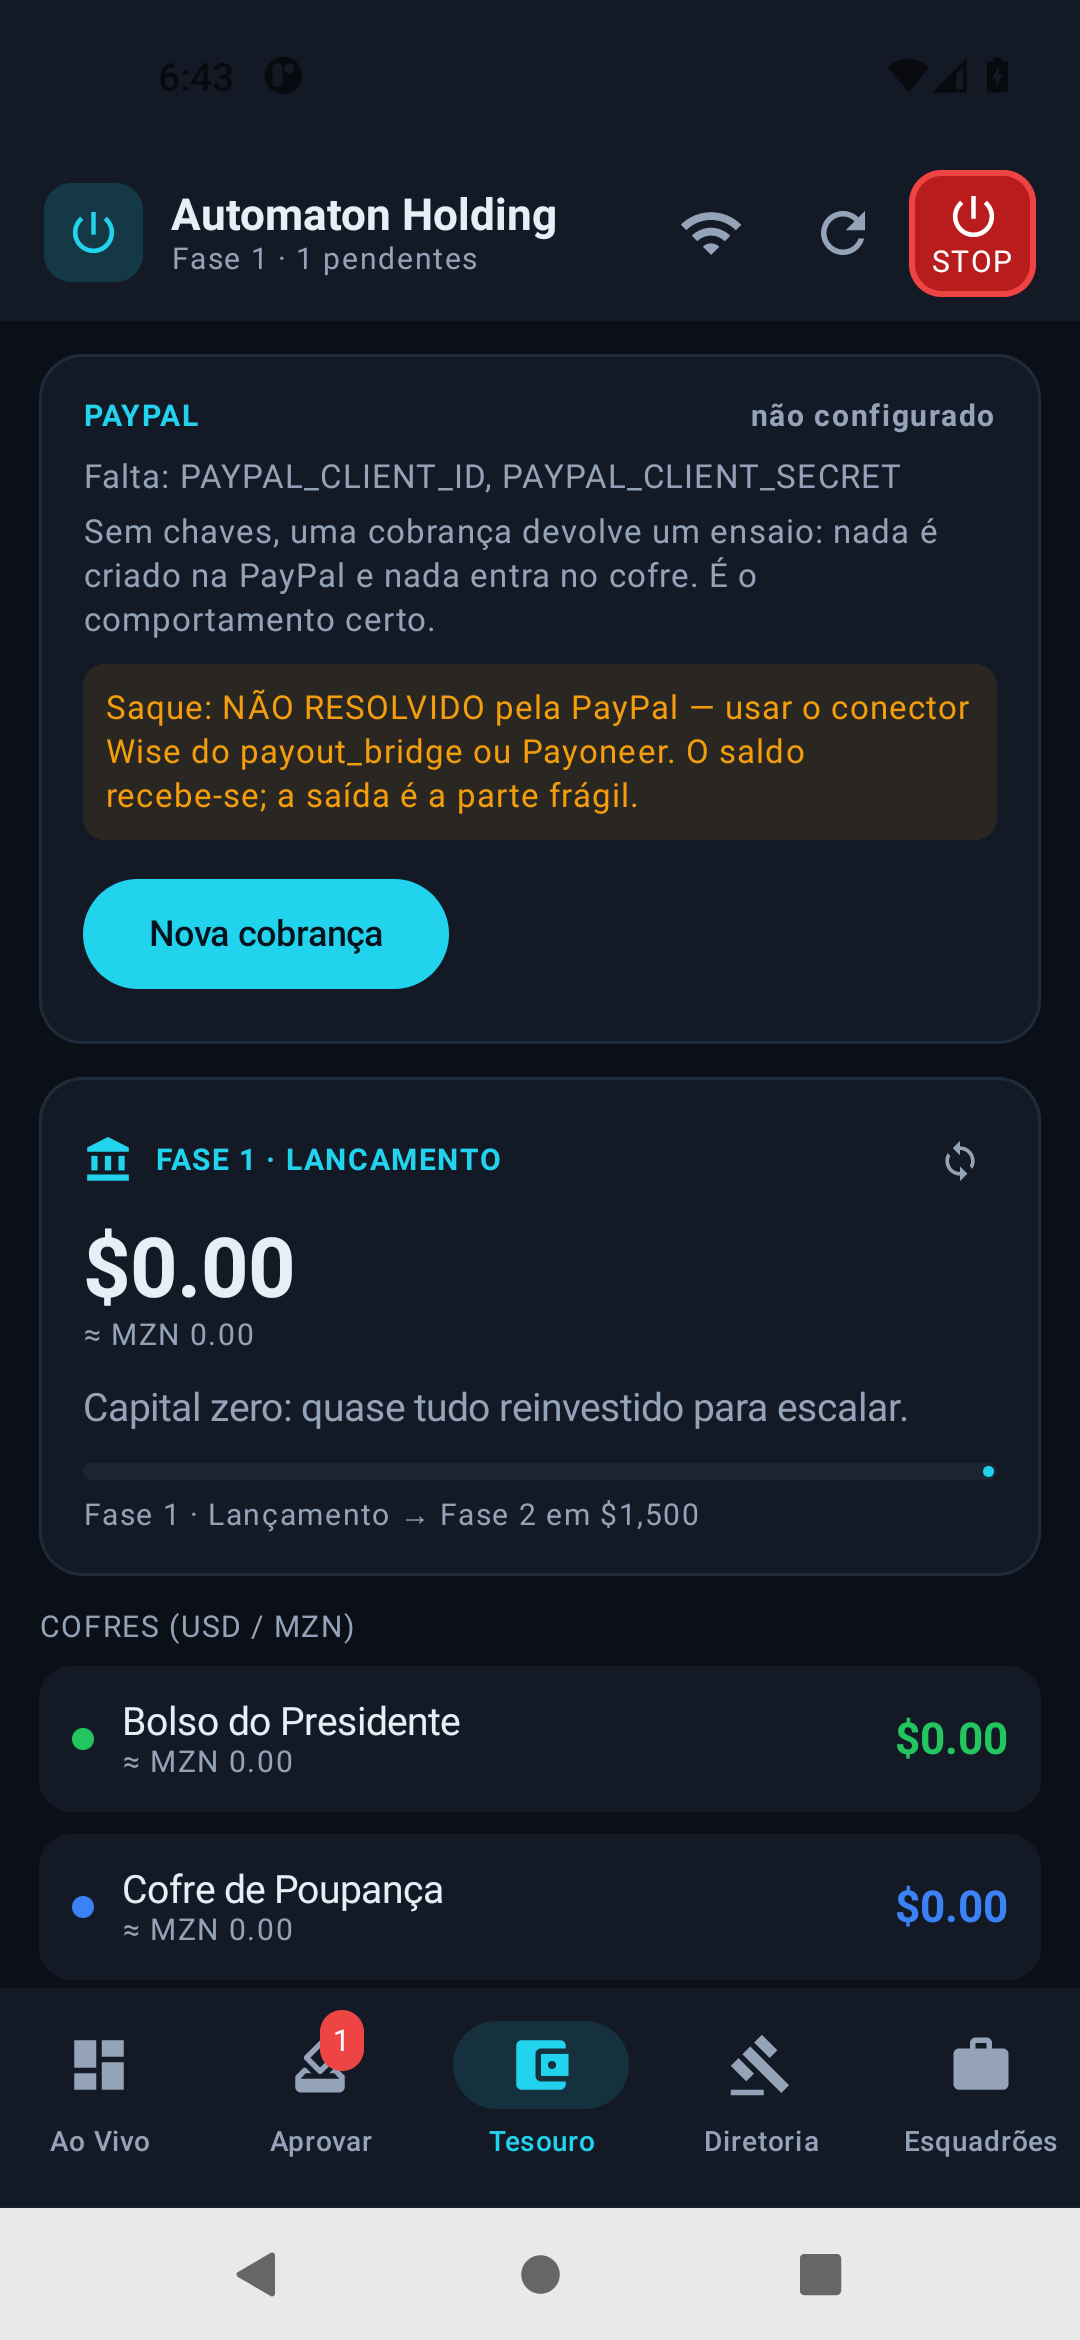 6:43
Automaton Holding
Fase 1 · 1 pendentes
STOP
PAYPAL
não configurado
Falta: PAYPAL_CLIENT_ID, PAYPAL_CLIENT_SECRET
Sem chaves, uma cobrança devolve um ensaio: nada é
criado na PayPal e nada entra no cofre. É o
comportamento certo.
Saque: NÃO RESOLVIDO pela PayPal — usar o conector
Wise do payout_bridge ou Payoneer. O saldo
recebe-se; a saída é a parte frágil.
Nova cobrança
FASE 1 · LANCAMENTO
$0.00
≈ MZN 0.00
Capital zero: quase tudo reinvestido para escalar.
Fase 1 · Lançamento → Fase 2 em $1,500
COFRES (USD / MZN)
Bolso do Presidente
≈ MZN 0.00
$0.00
Cofre de Poupança
≈ MZN 0.00
$0.00
1
Ao Vivo
Aprovar
Tesouro
Diretoria
Esquadrões